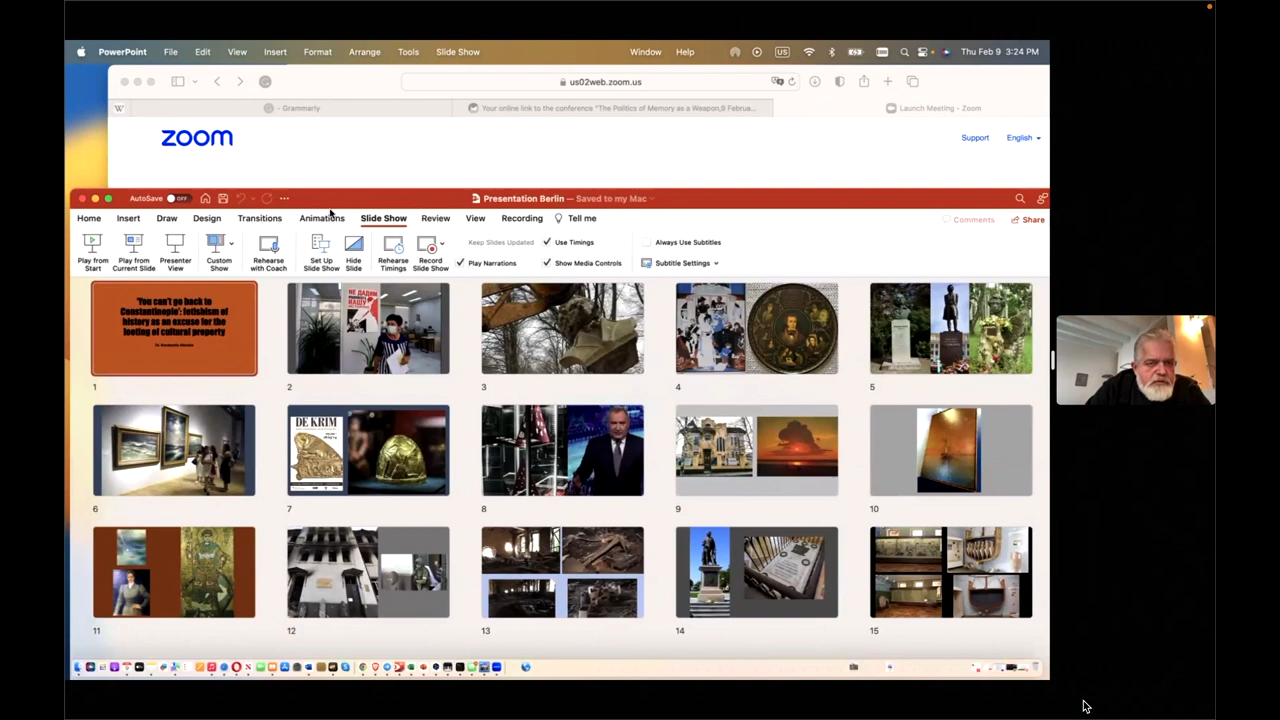 PowerPoint File Edit View Insert Format Arrange Tools Slide Show Window Help US Thu Feb 9 3:24 PM
us02web.zoom.us
W - Grammarly Your online link to the conference "The Politics of Memory as a Weapon,9 Februa... Launch Meeting - Zoom
zoom Support English
AutoSave OFF Presentation Berlin — Saved to my Mac
Home Insert Draw Design Transitions Animations Slide Show Review View Recording Tell me Comments Share
Keep Slides Updated Use Timings Always Use Subtitles
Play from Start Play from Current Slide Presenter View Custom Show Rehearse with Coach Set Up Slide Show Hide Slide Rehearse Timings Record Slide Show Play Narrations Show Media Controls Subtitle Settings
'You can't go back to
Constantinople': fetishism of
history as an excuse for the
looting of cultural property
НЕ ДАДИМ
НАШУ
1 2 3 4 5
DE KRIM
6 7 8 9 10
11 12 13 14 15